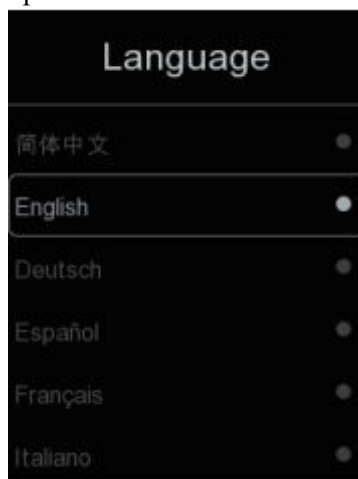 Language
简体中文
English
Deutsch
Español
Français
Italiano